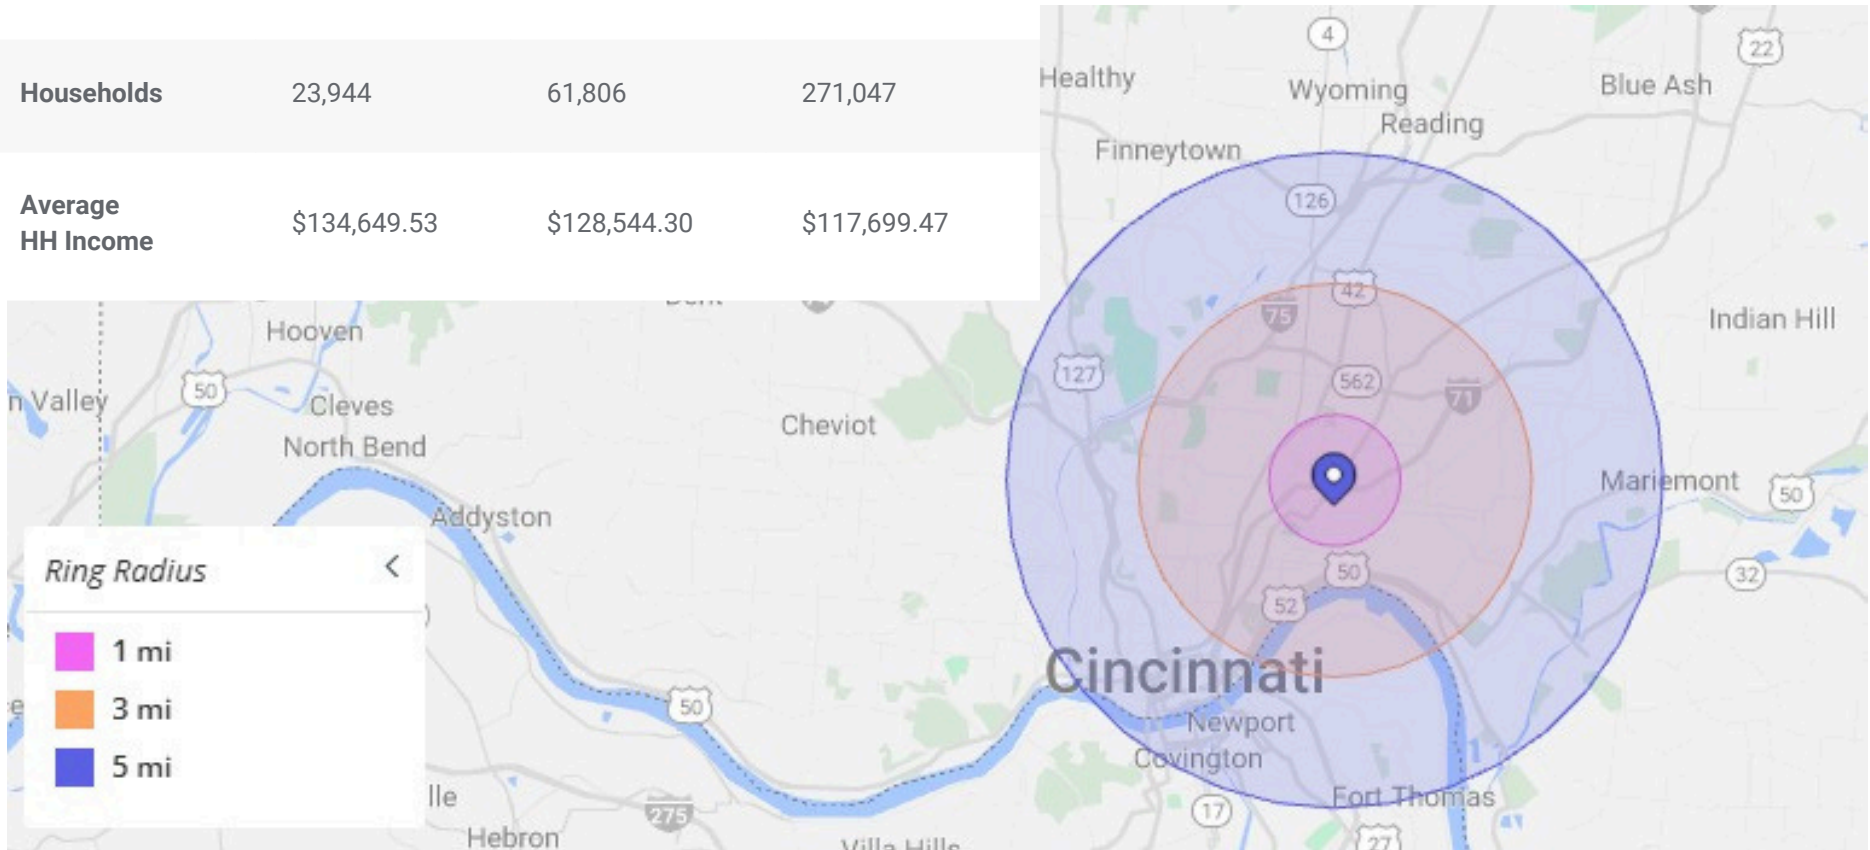 Households 23,944 61,806 271,047
Average
HH Income $134,649.53 $128,544.30 $117,699.47
4
22
Healthy
Wyoming
Blue Ash
Reading
Finneytown
126
42
75
Hooven
Indian Hill
127
562
71
50
n Valley
Cleves
Cheviot
North Bend
Mariemont
50
Addyston
Ring Radius
50
32
52
1 mi
Cincinnati
3 mi
50
Newport
5 mi
Covington
lle
Fort Thomas
275
17
Hebron
Villa Hills
27